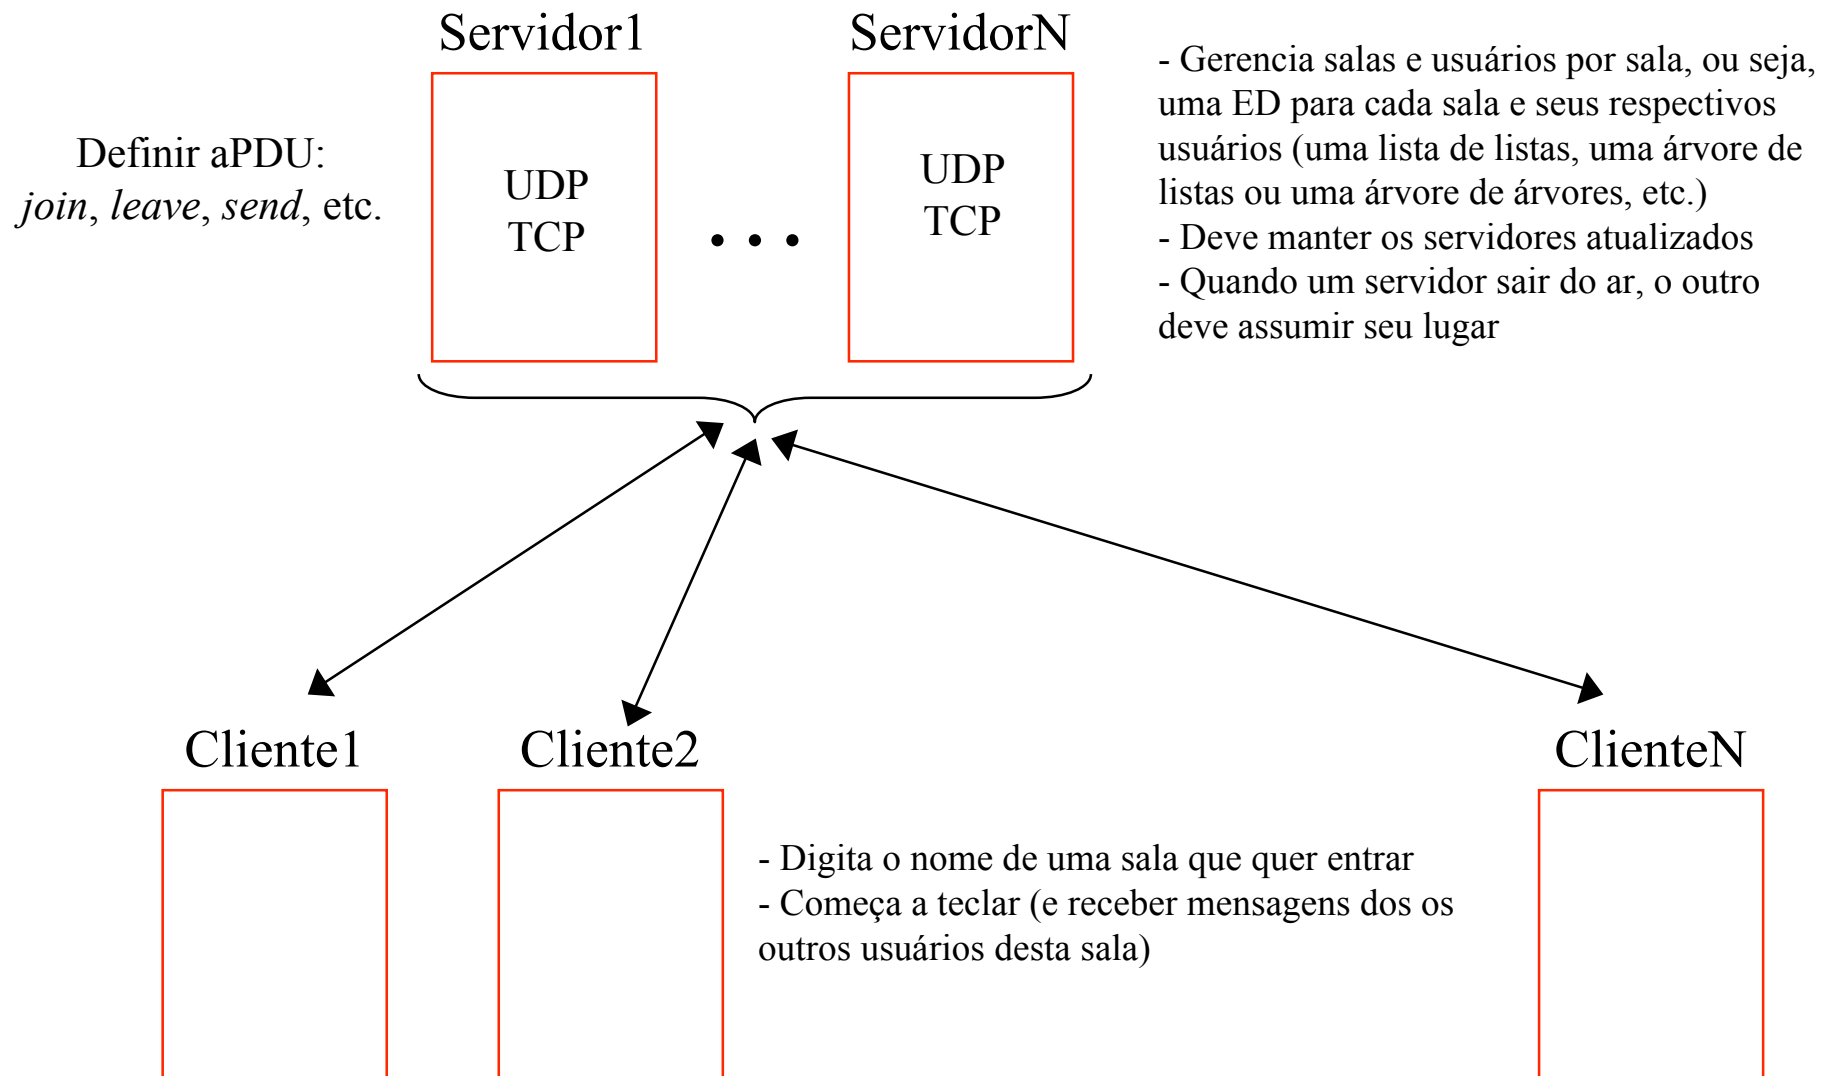 Servidor1
ServidorN
Definir aPDU:
join, leave, send, etc.
UDP
TCP
. . .
UDP
TCP
- Gerencia salas e usuários por sala, ou seja,
uma ED para cada sala e seus respectivos
usuários (uma lista de listas, uma árvore de
listas ou uma árvore de árvores, etc.)
- Deve manter os servidores atualizados
- Quando um servidor sair do ar, o outro
deve assumir seu lugar
Cliente1
Cliente2
ClienteN
- Digita o nome de uma sala que quer entrar
- Começa a teclar (e receber mensagens dos os
outros usuários desta sala)